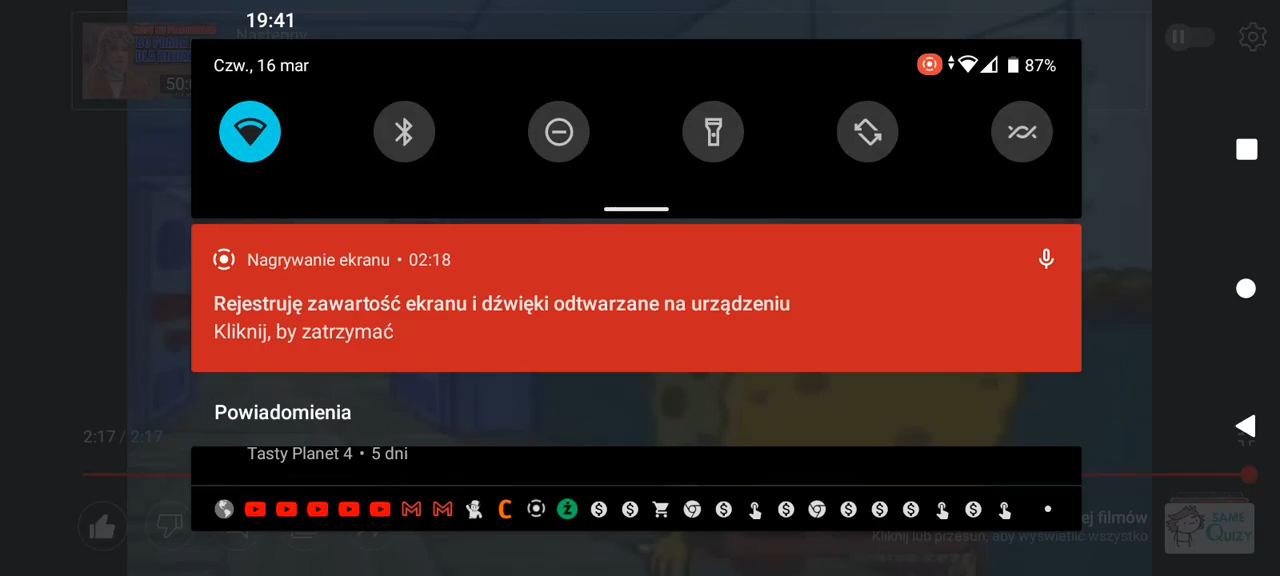 19:41
Następny
50:
Czw., 16 mar
87%
Nagrywanie ekranu • 02:18
Rejestruję zawartość ekranu i dźwięki odtwarzane na urządzeniu
Kliknij, by zatrzymać
Powiadomienia
2:17 / 2:17
Tasty Planet 4 • 5 dni
ej filmów
Kliknij lub przesuń, aby wyświetlić wszystko
SAME
QUIZY